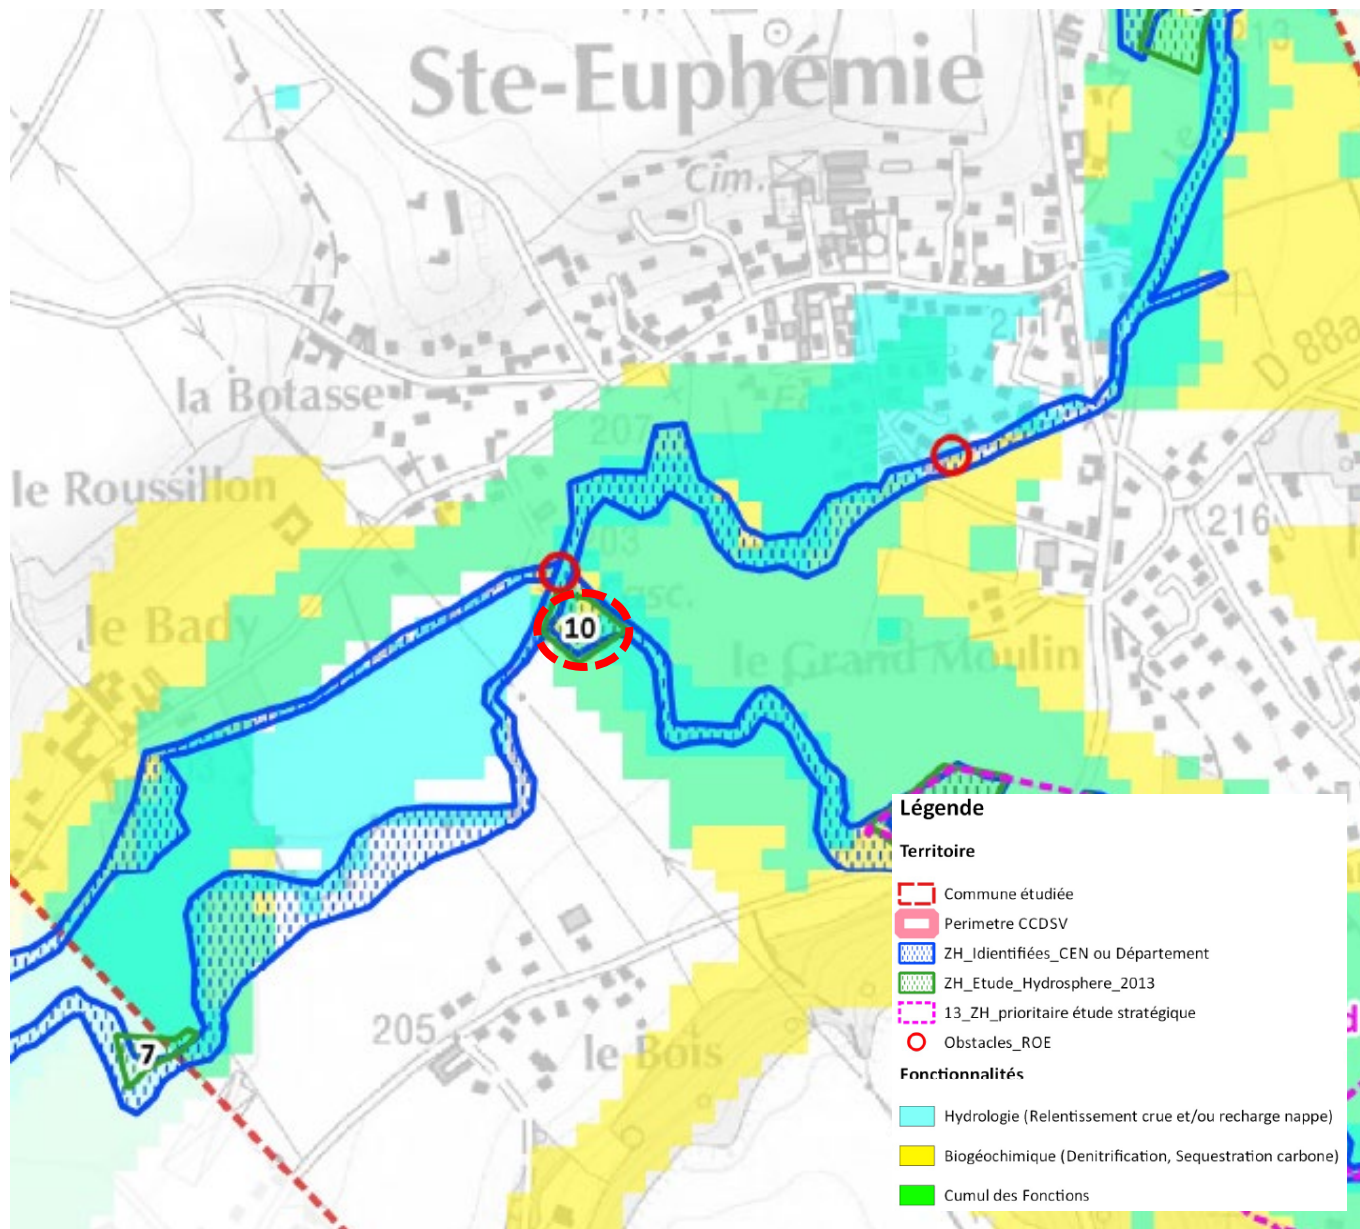 213
Ste-Euphémie
Cim.
21
D 88a
la Botasse
207
le Roussillon
216
203
le Bady
10
le Grand Moulin
205
le Bois
7
Légende
Territoire
Commune étudiée
Perimetre CCDSV
ZH_Idientifiées_CEN ou Département
ZH_Etude_Hydrosphere_2013
13_ZH_prioritaire étude stratégique
Obstacles_ROE
Fonctionnalités
Hydrologie (Relentissement crue et/ou recharge nappe)
Biogéochimique (Denitrification, Sequestration carbone)
Cumul des Fonctions